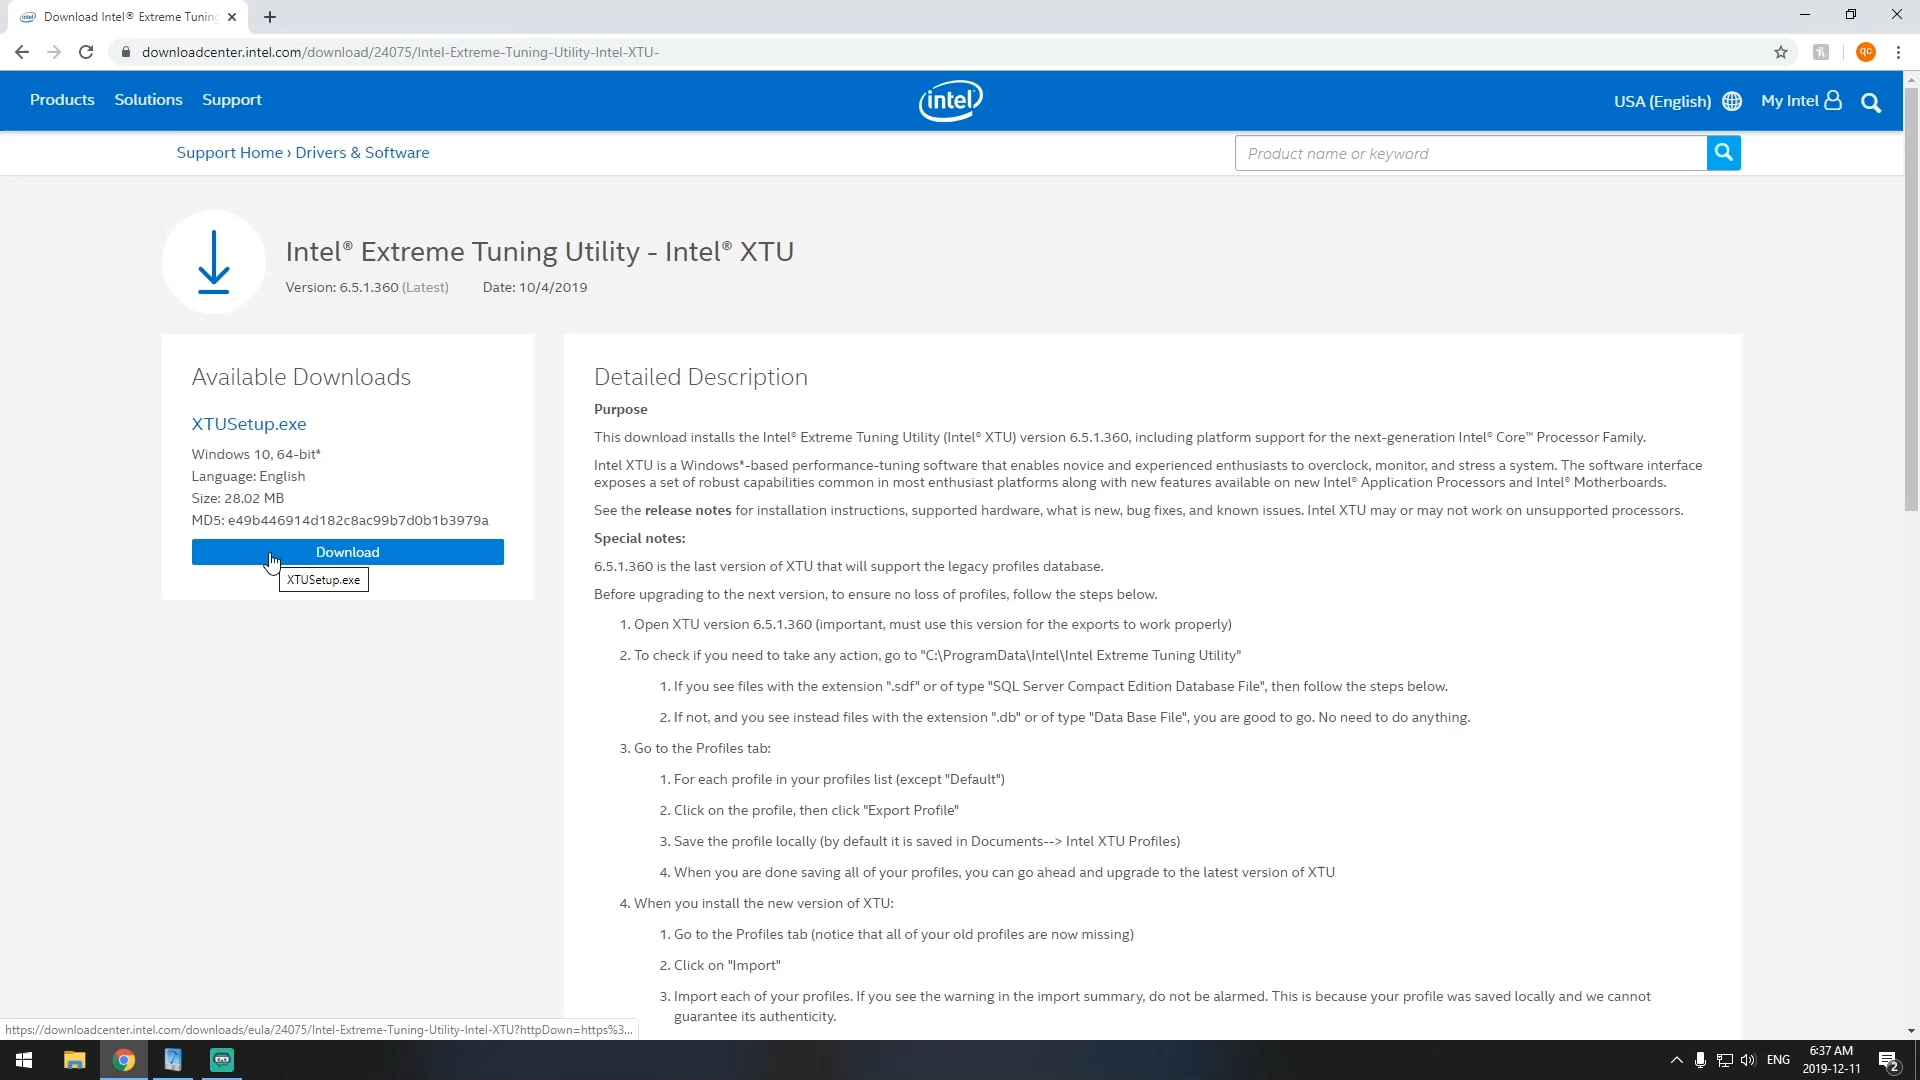 Download Intel® Extreme Tuning
downloadcenter.intel.com/download/24075/Intel-Extreme-Tuning-Utility-Intel-XTU-
qc
Products Solutions Support
intel
USA (English) My Intel
Support Home › Drivers & Software
Product name or keyword
Intel® Extreme Tuning Utility - Intel® XTU
Version: 6.5.1.360 (Latest) Date: 10/4/2019
Available Downloads
XTUSetup.exe
Windows 10, 64-bit*
Language: English
Size: 28.02 MB
MD5: e49b446914d182c8ac99b7d0b1b3979a
Download
XTUSetup.exe
Detailed Description
Purpose
This download installs the Intel® Extreme Tuning Utility (Intel® XTU) version 6.5.1.360, including platform support for the next-generation Intel® Core™ Processor Family.
Intel XTU is a Windows*-based performance-tuning software that enables novice and experienced enthusiasts to overclock, monitor, and stress a system. The software interface
exposes a set of robust capabilities common in most enthusiast platforms along with new features available on new Intel® Application Processors and Intel® Motherboards.
See the release notes for installation instructions, supported hardware, what is new, bug fixes, and known issues. Intel XTU may or may not work on unsupported processors.
Special notes:
6.5.1.360 is the last version of XTU that will support the legacy profiles database.
Before upgrading to the next version, to ensure no loss of profiles, follow the steps below.
1. Open XTU version 6.5.1.360 (important, must use this version for the exports to work properly)
2. To check if you need to take any action, go to "C:\ProgramData\Intel\Intel Extreme Tuning Utility"
1. If you see files with the extension ".sdf" or of type "SQL Server Compact Edition Database File", then follow the steps below.
2. If not, and you see instead files with the extension ".db" or of type "Data Base File", you are good to go. No need to do anything.
3. Go to the Profiles tab:
1. For each profile in your profiles list (except "Default")
2. Click on the profile, then click "Export Profile"
3. Save the profile locally (by default it is saved in Documents--> Intel XTU Profiles)
4. When you are done saving all of your profiles, you can go ahead and upgrade to the latest version of XTU
4. When you install the new version of XTU:
1. Go to the Profiles tab (notice that all of your old profiles are now missing)
2. Click on "Import"
3. Import each of your profiles. If you see the warning in the import summary, do not be alarmed. This is because your profile was saved locally and we cannot
guarantee its authenticity.
https://downloadcenter.intel.com/downloads/eula/24075/Intel-Extreme-Tuning-Utility-Intel-XTU?httpDown=https%3...
ENG
6:37 AM
2019-12-11
2